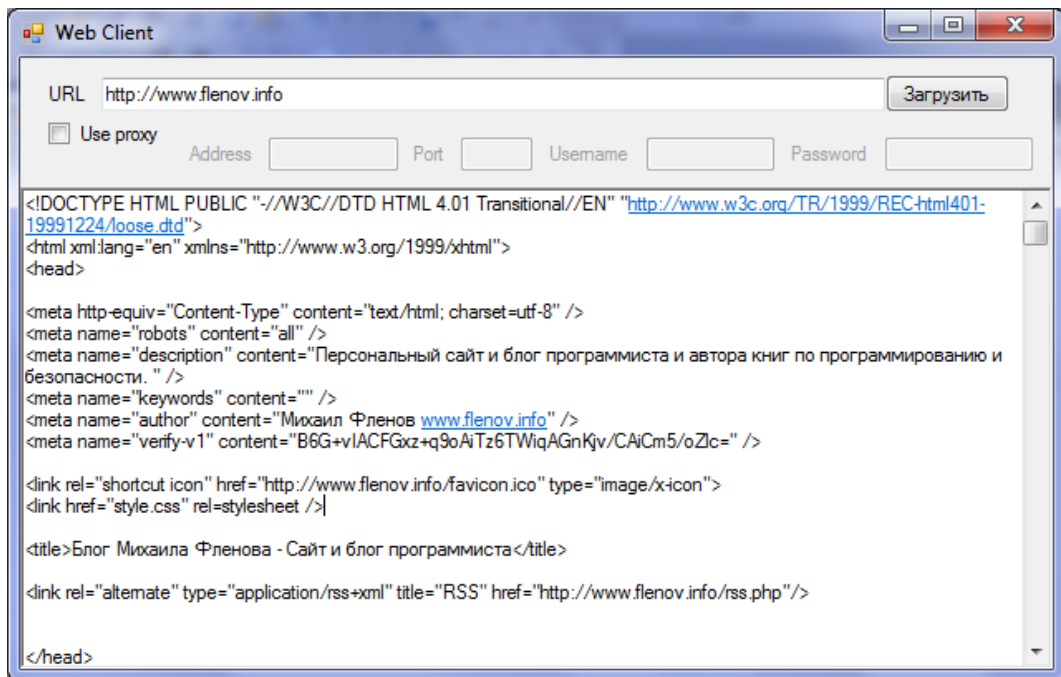 Web Client
URL http://www.flenov.info Загрузить
Use proxy
Address Port Username Password
<!DOCTYPE HTML PUBLIC "-//W3C//DTD HTML 4.01 Transitional//EN" "http://www.w3c.org/TR/1999/REC-html401-
19991224/loose.dtd">
<html xml:lang="en" xmlns="http://www.w3.org/1999/xhtml">
<head>
<meta http-equiv="Content-Type" content="text/html; charset=utf-8" />
<meta name="robots" content="all" />
<meta name="description" content="Персональный сайт и блог программиста и автора книг по программированию и
безопасности. " />
<meta name="keywords" content="" />
<meta name="author" content="Михаил Фленов www.flenov.info" />
<meta name="verify-v1" content="B6G+vIACFGxz+q9oAiTz6TWiqAGnKjv/CAiCm5/oZlc=" />
<link rel="shortcut icon" href="http://www.flenov.info/favicon.ico" type="image/x-icon">
<link href="style.css" rel=stylesheet />
<title>Блог Михаила Фленова - Сайт и блог программиста</title>
<link rel="alternate" type="application/rss+xml" title="RSS" href="http://www.flenov.info/rss.php"/>
</head>